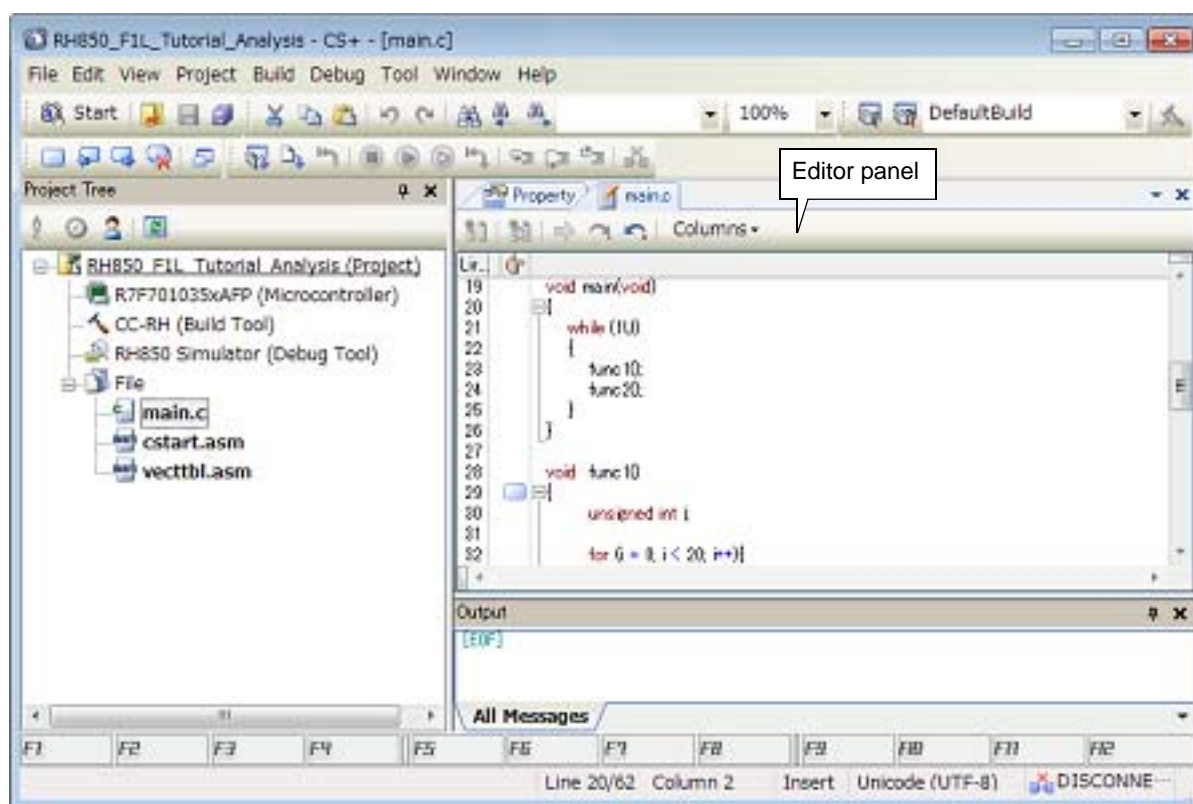 RH850_F1L_Tutorial_Analysis - CS+ - [main.c]
File Edit View Project Build Debug Tool Window Help
Start 100% DefaultBuild
Editor panel
Project Tree
Property main.c
Columns
RH850_F1L_Tutorial_Analysis (Project)
R7F701035xAFP (Microcontroller)
CC-RH (Build Tool)
RH850 Simulator (Debug Tool)
File
main.c
cstart.asm
vecttbl.asm
Lir..
19 void main(void)
20 {
21 while (1U)
22 {
23 func1();
24 func2();
25 }
26 }
27
28 void func1()
29 {
30 unsigned int i;
31
32 for (i = 0; i < 20; i++){
Output
[EOF]
All Messages
F1 F2 F3 F4 F5 F6 F7 F8 F9 F10 F11 F12
Line 20/62 Column 2 Insert Unicode (UTF-8) DISCONNE...